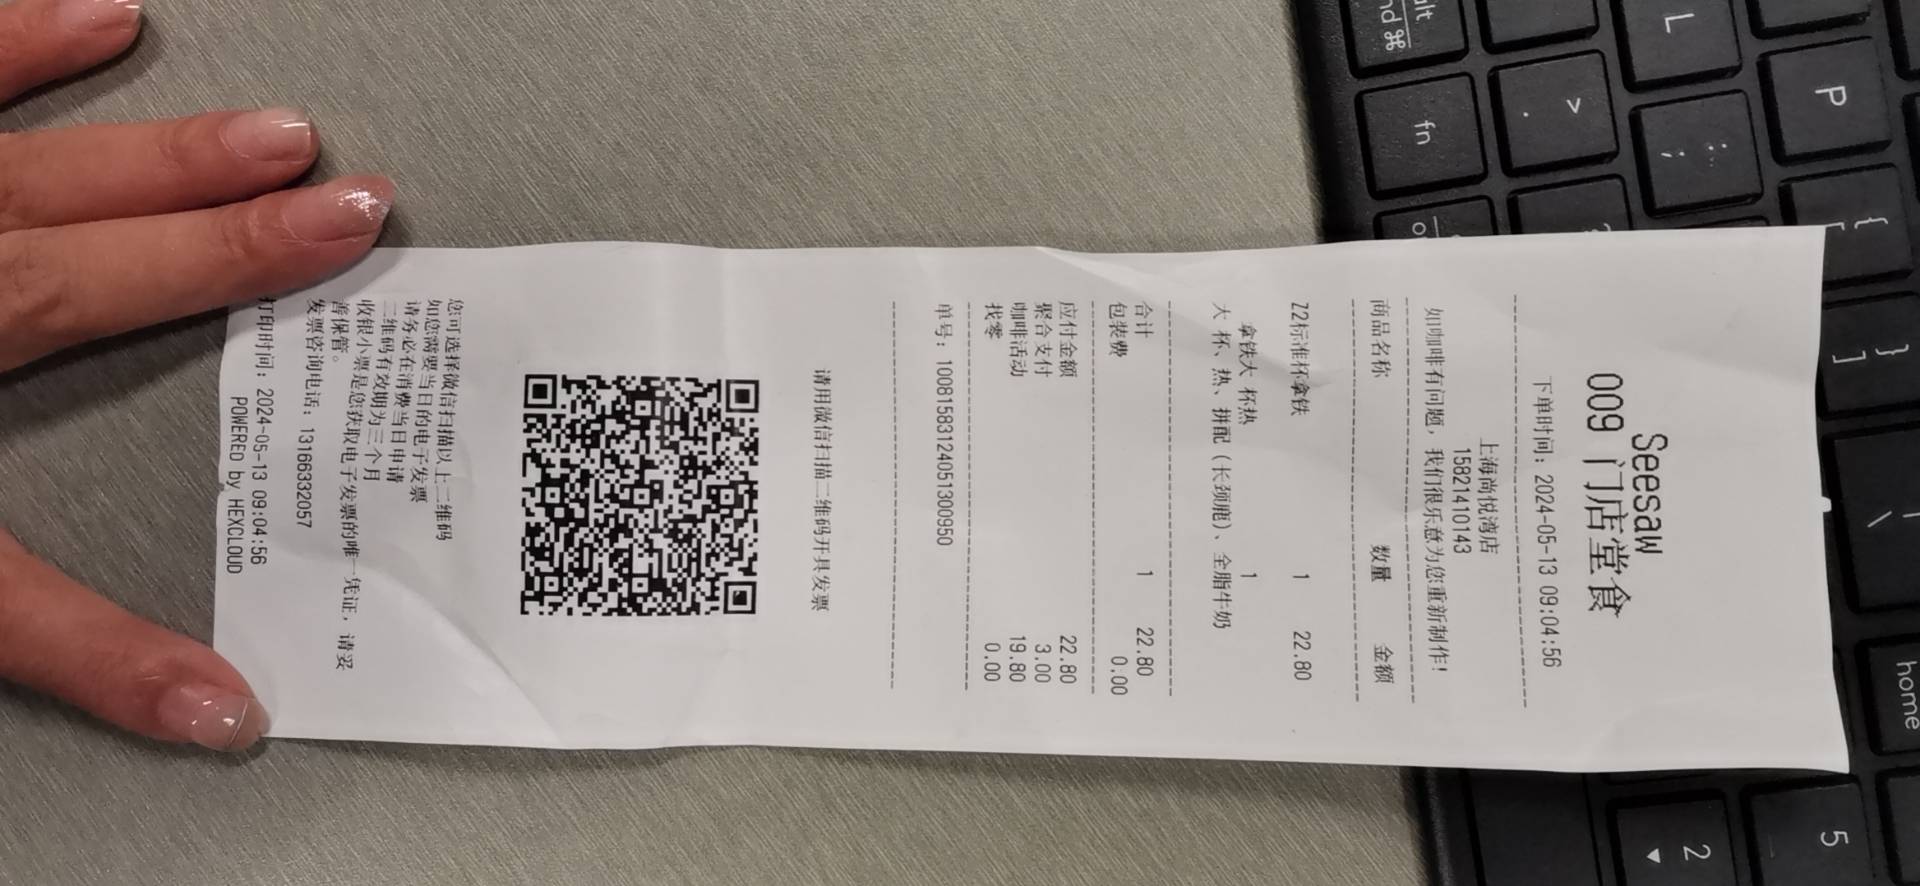 Seesaw
009 门店堂食
下单时间：2024-05-13 09:04:56
上海尚悦湾店
15821410143
如咖啡有问题，我们很乐意为您重新制作！
商品名称 数量 金额
Z2标准杯拿铁 1 22.80
拿铁大 杯热 1
大 杯、热、拼配（长颈鹿）、全脂牛奶
合计 1 22.80
包装费 0.00
应付金额 22.80
聚合支付 3.00
咖啡活动 19.80
找零 0.00
单号：10081583124051300950
请用微信扫描二维码开具发票
您可选择微信扫描以上二维码
如您需要当日的电子发票
请务必在消费当日申请
二维码有效期为三个月
收银小票是您获取电子发票的唯一凭证，请妥
善保管。
发票咨询电话：13166332057
打印时间：2024-05-13 09:04:56
POWERED by HEXCLOUD
alt
fn
L
>
.
:
;
P
{
[
}
]
\
home
2
5